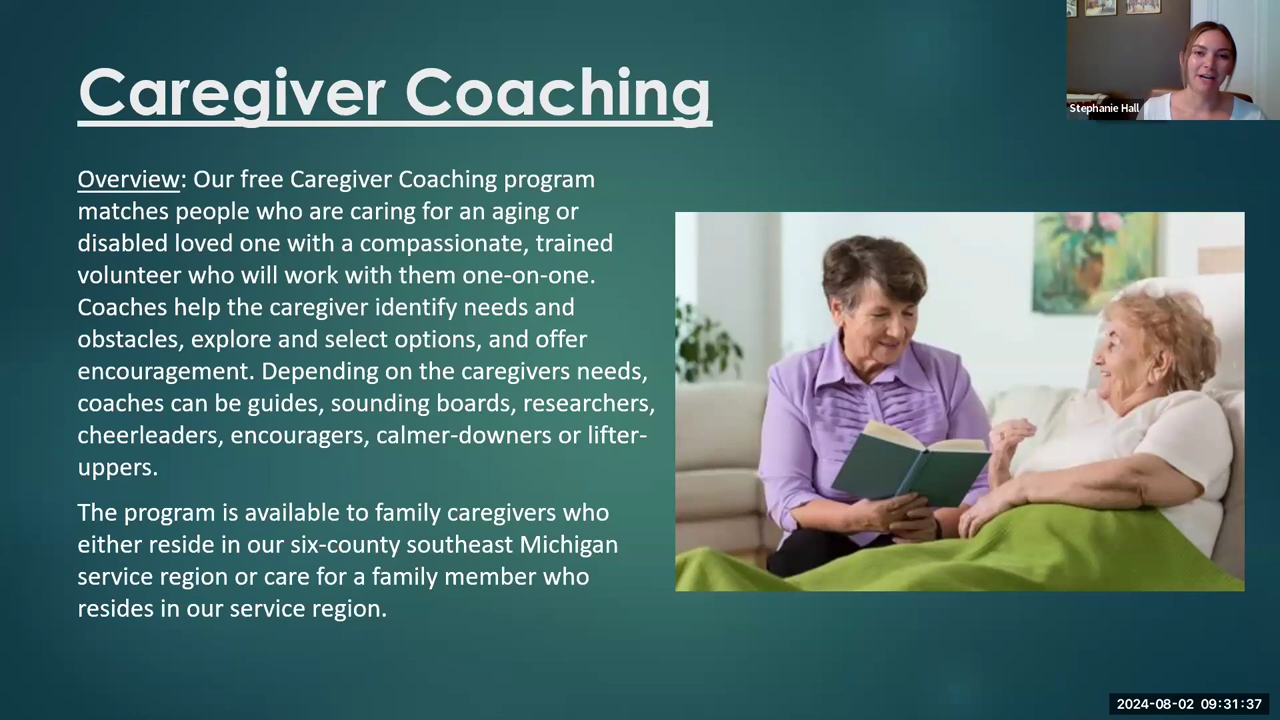 Caregiver Coaching
Stephanie Hall
Overview: Our free Caregiver Coaching program
matches people who are caring for an aging or
disabled loved one with a compassionate, trained
volunteer who will work with them one-on-one.
Coaches help the caregiver identify needs and
obstacles, explore and select options, and offer
encouragement. Depending on the caregivers needs,
coaches can be guides, sounding boards, researchers,
cheerleaders, encouragers, calmer-downers or lifter-
uppers.
The program is available to family caregivers who
either reside in our six-county southeast Michigan
service region or care for a family member who
resides in our service region.
2024-08-02 09:31:37